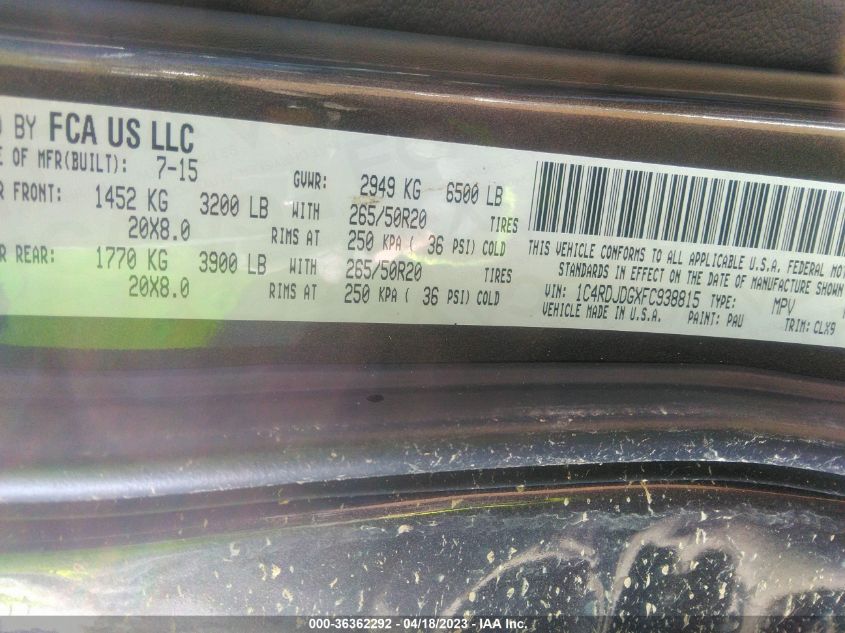 BY FCA US LLC
OF MFR(BUILT): 7-15 GVWR: 2949 KG 6500 LB
FRONT: 1452 KG 3200 LB WITH 265/50R20 TIRES
20X8.0 RIMS AT 250 KPA ( 36 PSI) COLD
REAR: 1770 KG 3900 LB WITH 265/50R20 TIRES
20X8.0 RIMS AT 250 KPA ( 36 PSI) COLD
THIS VEHICLE CONFORMS TO ALL APPLICABLE U.S.A. FEDERAL MOT
STANDARDS IN EFFECT ON THE DATE OF MANUFACTURE SHOWN
VIN: 1C4RDJDGXFC938815 TYPE: MPV
VEHICLE MADE IN U.S.A. PAINT: PAU TRIM: CLX9
000-36362292 - 04/18/2023 - IAA Inc.